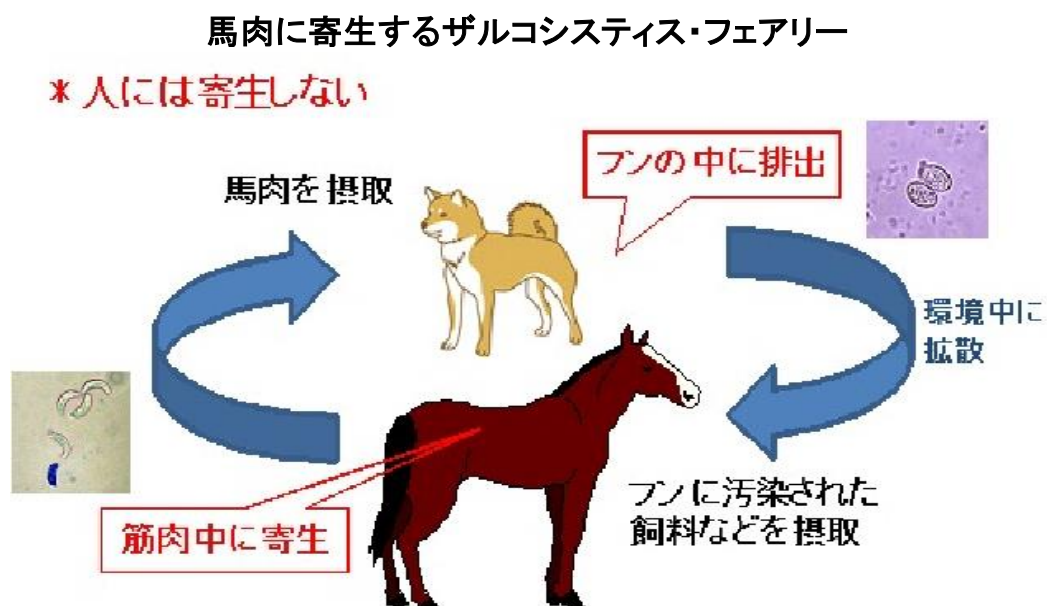 馬肉に寄生するザルコシスティス・フェアリー
＊人には寄生しない
フンの中に排出
馬肉を摂取
環境中に
拡散
フンに汚染された
飼料などを摂取
筋肉中に寄生